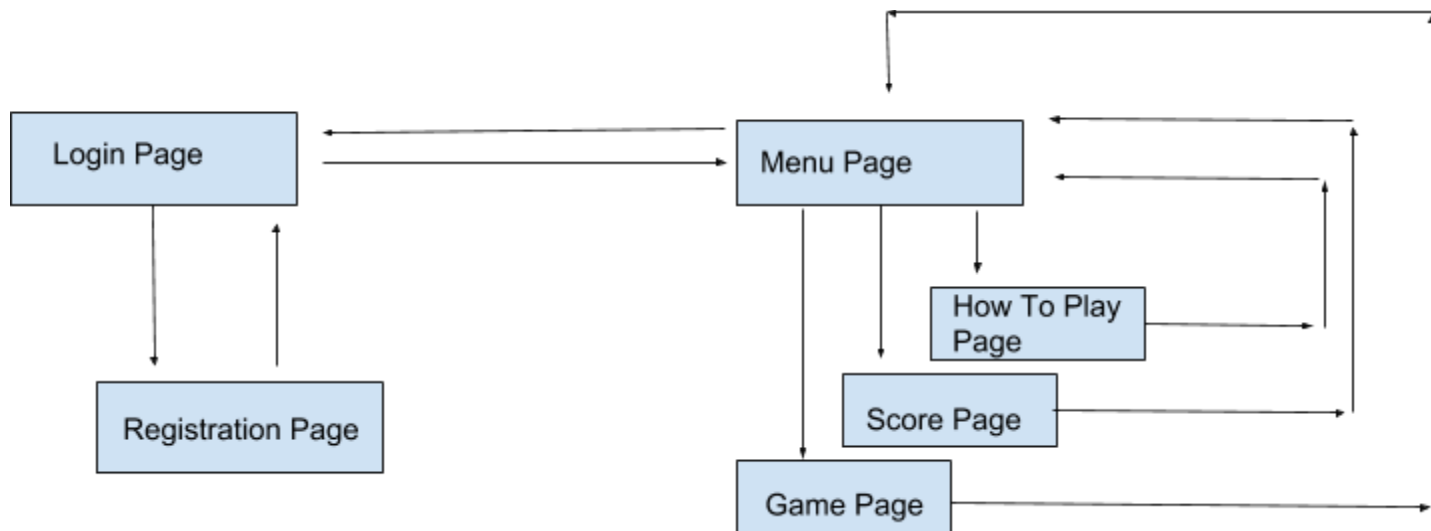 Login Page
Menu Page
How To Play
Page
Score Page
Registration Page
Game Page